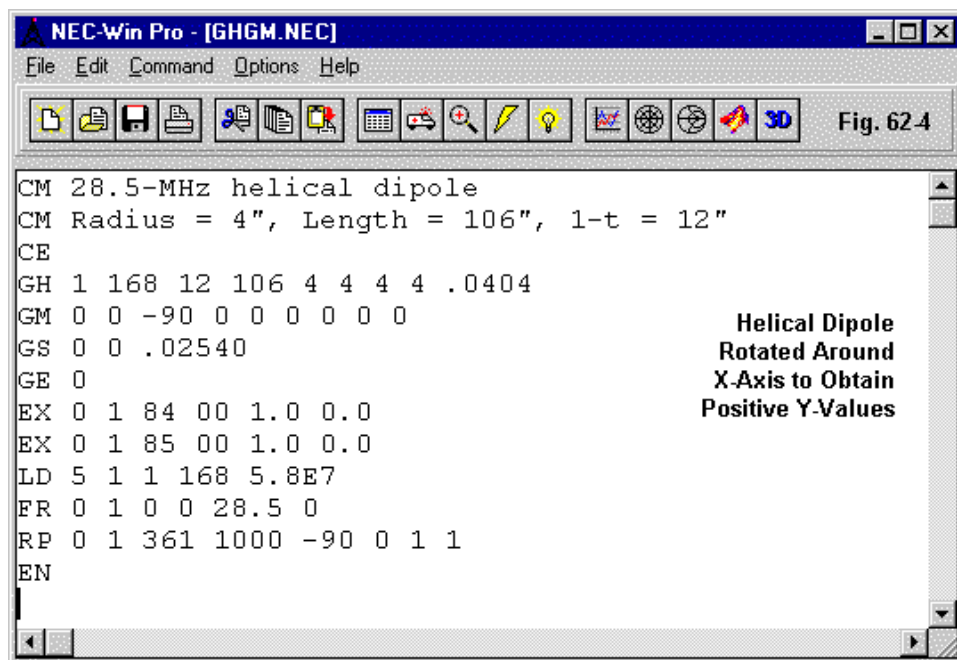 NEC-Win Pro - [GHGM.NEC]
File Edit Command Options Help
3D Fig. 62-4
CM 28.5-MHz helical dipole
CM Radius = 4", Length = 106", 1-t = 12"
CE
GH 1 168 12 106 4 4 4 4 .0404
GM 0 0 -90 0 0 0 0 0 0
GS 0 0 .02540
GE 0
EX 0 1 84 00 1.0 0.0
EX 0 1 85 00 1.0 0.0
LD 5 1 1 168 5.8E7
FR 0 1 0 0 28.5 0
RP 0 1 361 1000 -90 0 1 1
EN
Helical Dipole
Rotated Around
X-Axis to Obtain
Positive Y-Values